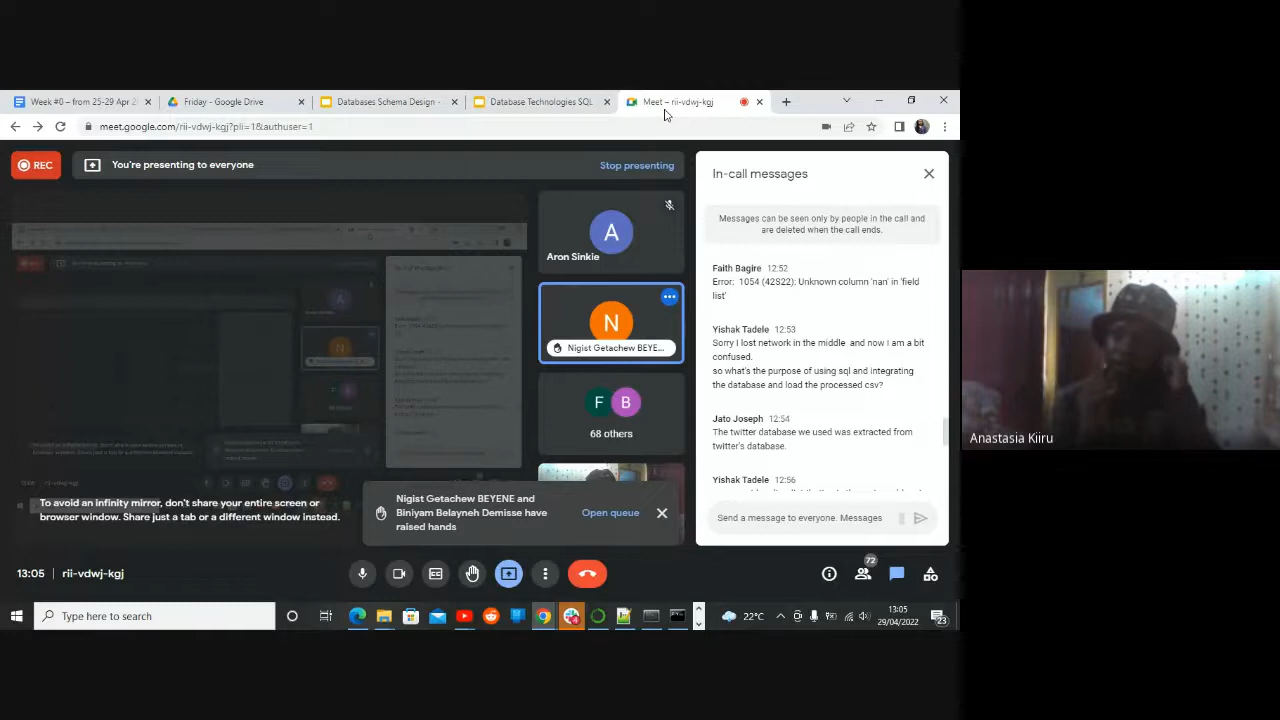 Week #0 – from 25-29 Apr 2
Friday - Google Drive
Databases Schema Design -
Database Technologies SQL
Meet – rii-vdwj-kgj
meet.google.com/rii-vdwj-kgj?pli=1&authuser=1
REC
You're presenting to everyone
Stop presenting
In-call messages
Messages can be seen only by people in the call and
are deleted when the call ends.
A
Aron Sinkie
Faith Bagire 12:52
Error: 1054 (42S22): Unknown column 'nan' in 'field
list'
N
Nigist Getachew BEYE...
Yishak Tadele 12:53
Sorry I lost network in the middle and now I am a bit
confused.
so what's the purpose of using sql and integrating
the database and load the processed csv?
F
B
68 others
Jato Joseph 12:54
The twitter database we used was extracted from
twitter's database.
Yishak Tadele 12:56
Anastasia Kiiru
To avoid an infinity mirror, don't share your entire screen or
browser window. Share just a tab or a different window instead.
Nigist Getachew BEYENE and
Biniyam Belayneh Demisse have
raised hands
Open queue
Send a message to everyone. Messages
13:05 | rii-vdwj-kgj
72
Type here to search
22°C
13:05
29/04/2022
23